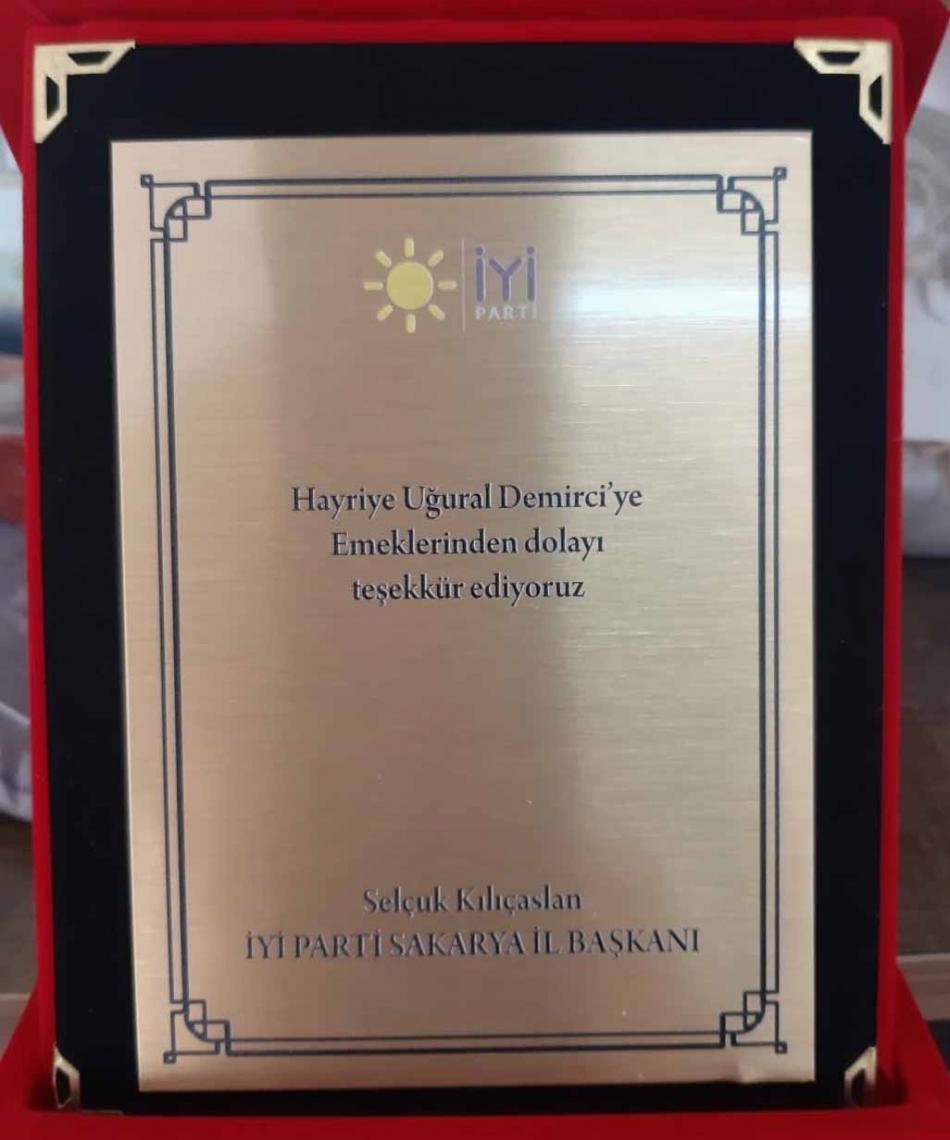 İYİ
PARTİ
Hayriye Uğural Demirci'ye
Emeklerinden dolayı
teşekkür ediyoruz
Selçuk Kılıçaslan
İYİ PARTİ SAKARYA İL BAŞKANI